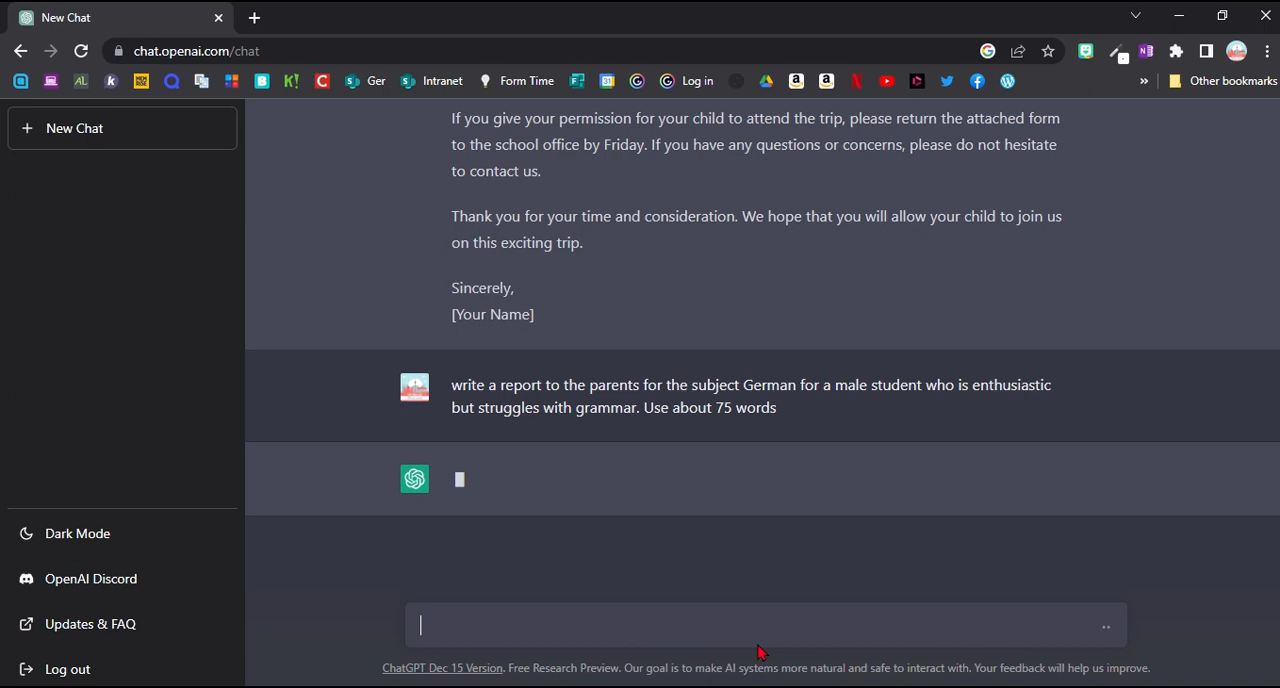 New Chat
chat.openai.com/chat
Ger
Intranet
Form Time
31
Log in
Other bookmarks
New Chat
If you give your permission for your child to attend the trip, please return the attached form
to the school office by Friday. If you have any questions or concerns, please do not hesitate
to contact us.
Thank you for your time and consideration. We hope that you will allow your child to join us
on this exciting trip.
Sincerely,
[Your Name]
write a report to the parents for the subject German for a male student who is enthusiastic
but struggles with grammar. Use about 75 words
Dark Mode
OpenAI Discord
Updates & FAQ
Log out
ChatGPT Dec 15 Version. Free Research Preview. Our goal is to make AI systems more natural and safe to interact with. Your feedback will help us improve.